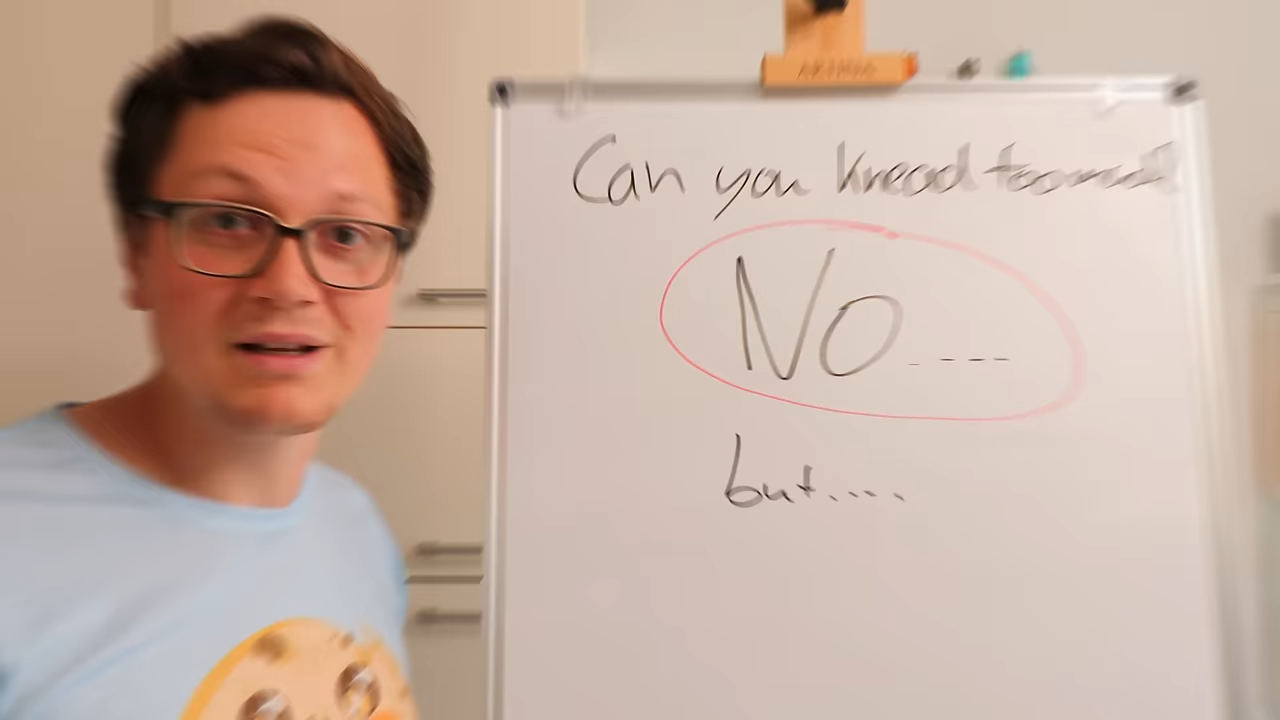 Can you knead too much
NO.----
but.....